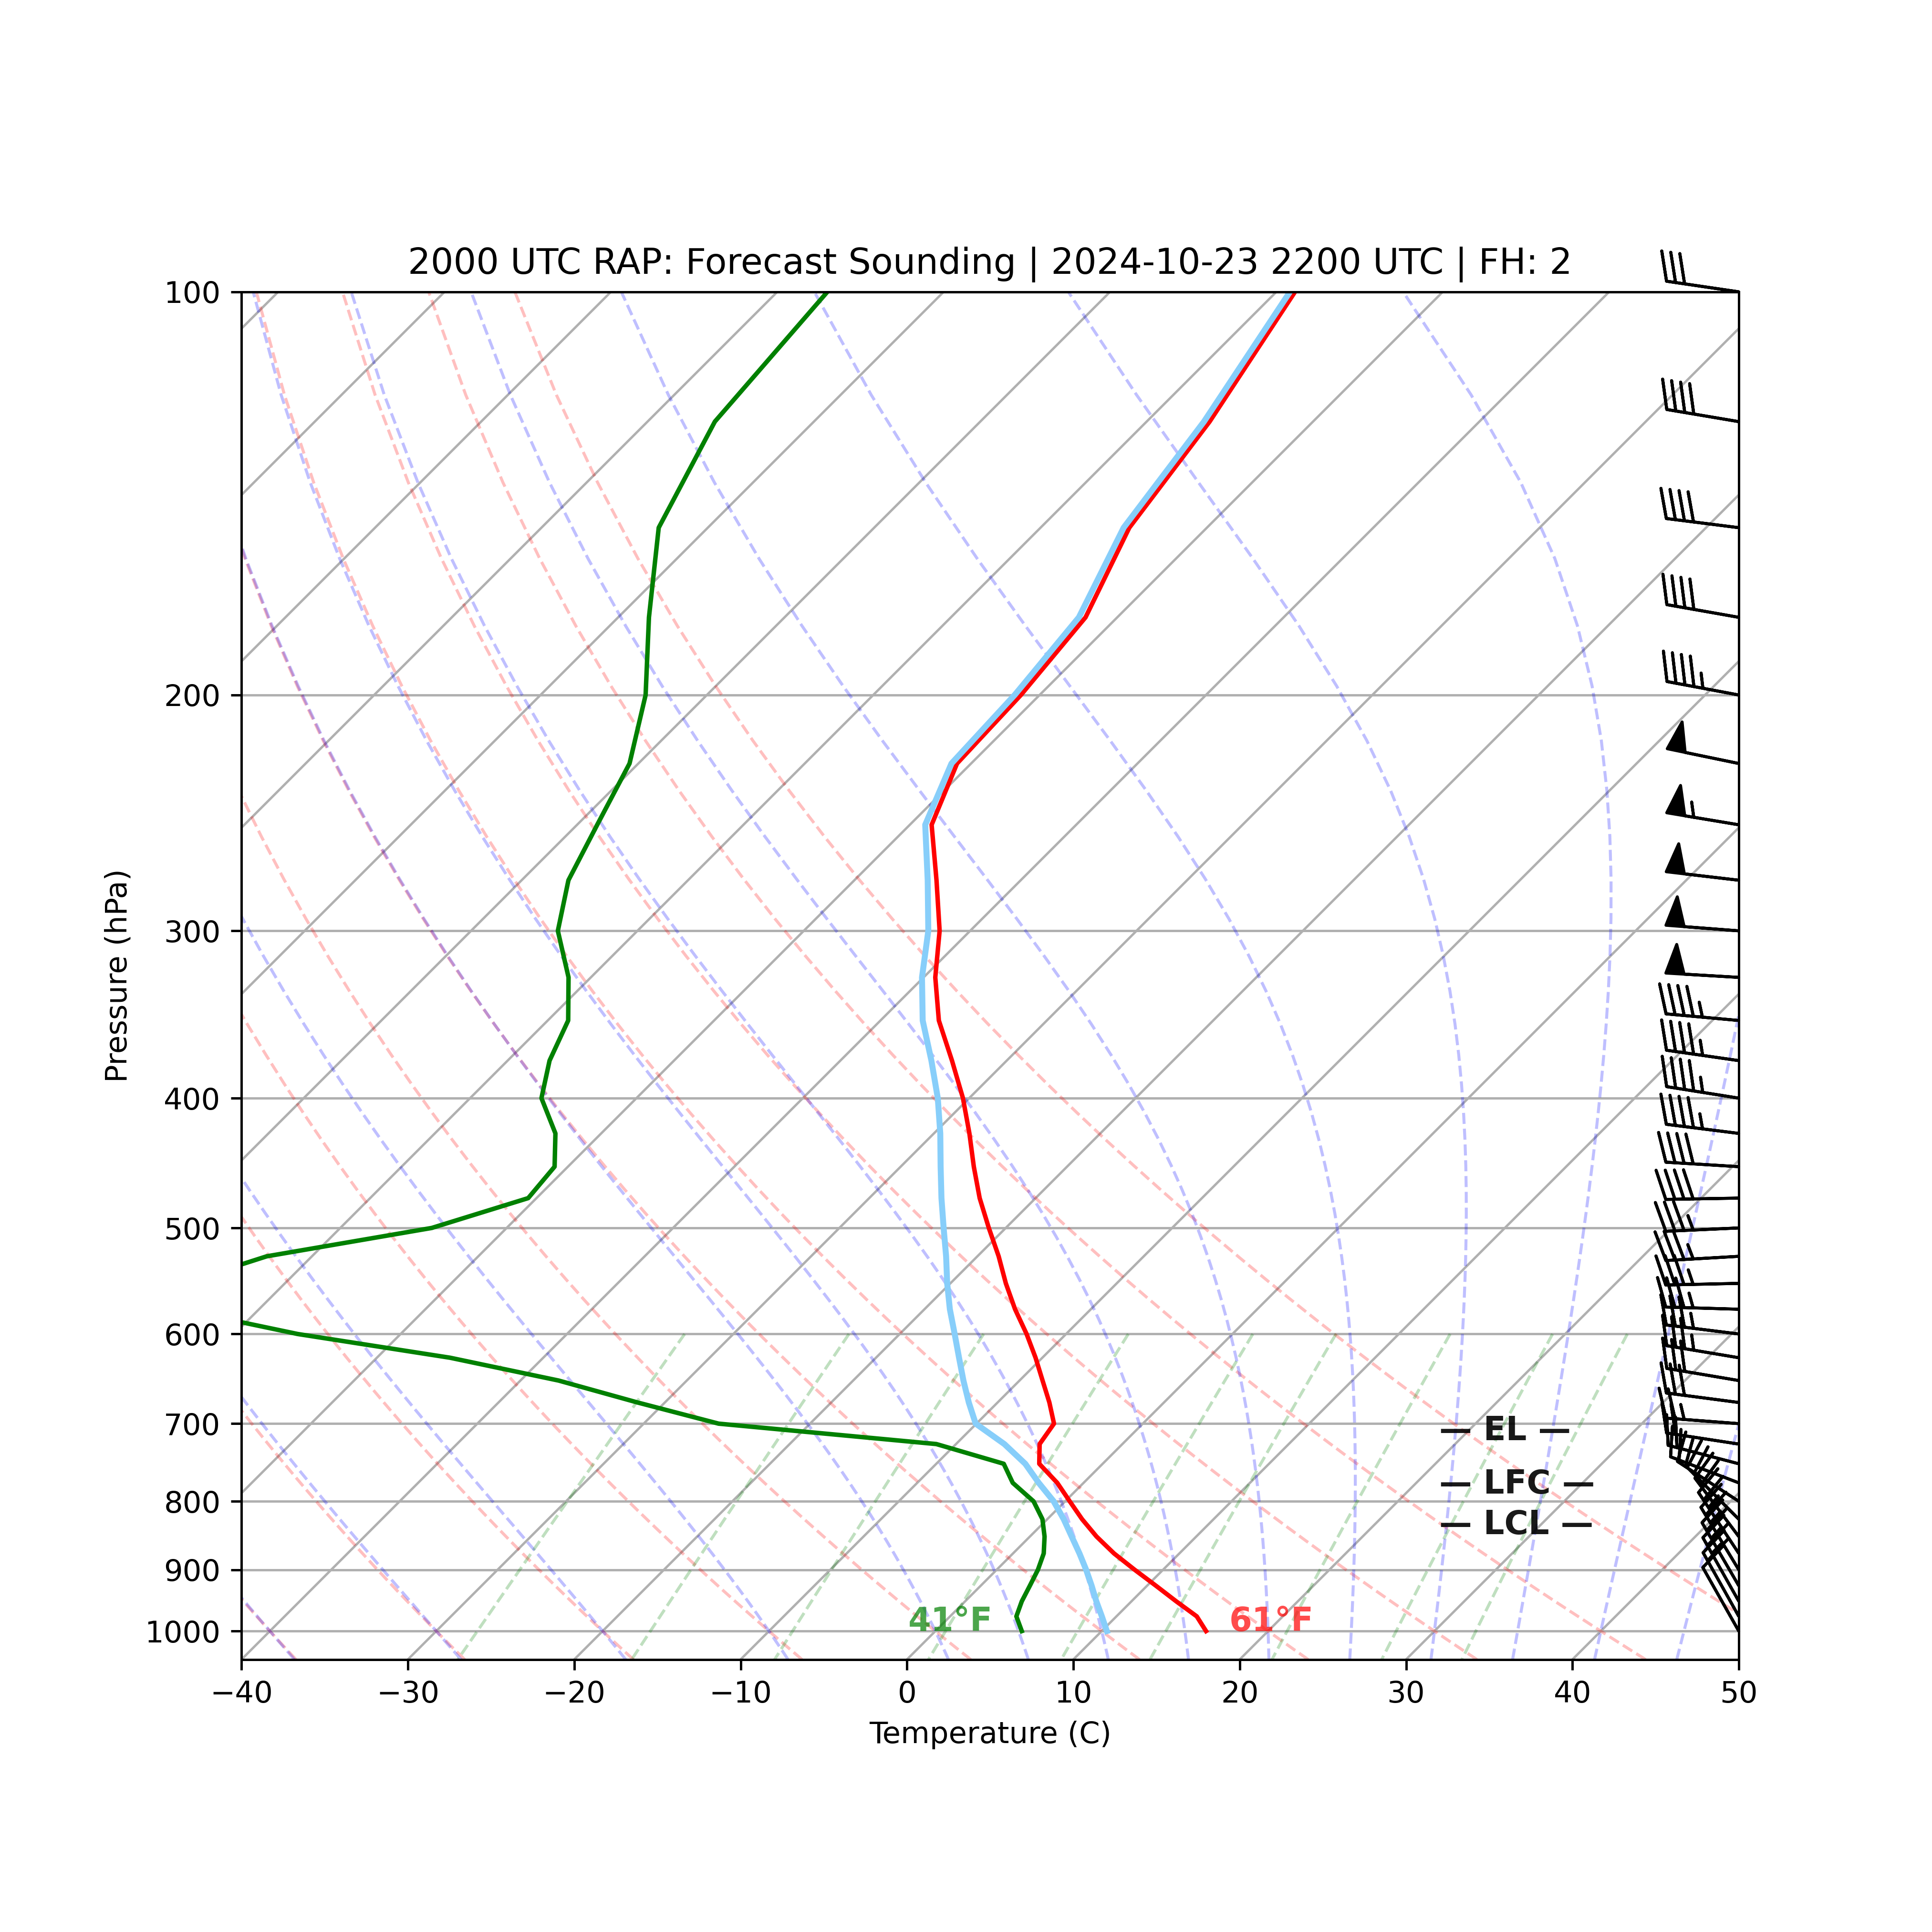 2000 UTC RAP: Forecast Sounding | 2024-10-23 2200 UTC | FH: 2
100
200
300
400
500
600
700
800
900
1000
Pressure (hPa)
— EL —
— LFC —
— LCL —
41°F
61°F
−40 −30 −20 −10 0 10 20 30 40 50
Temperature (C)